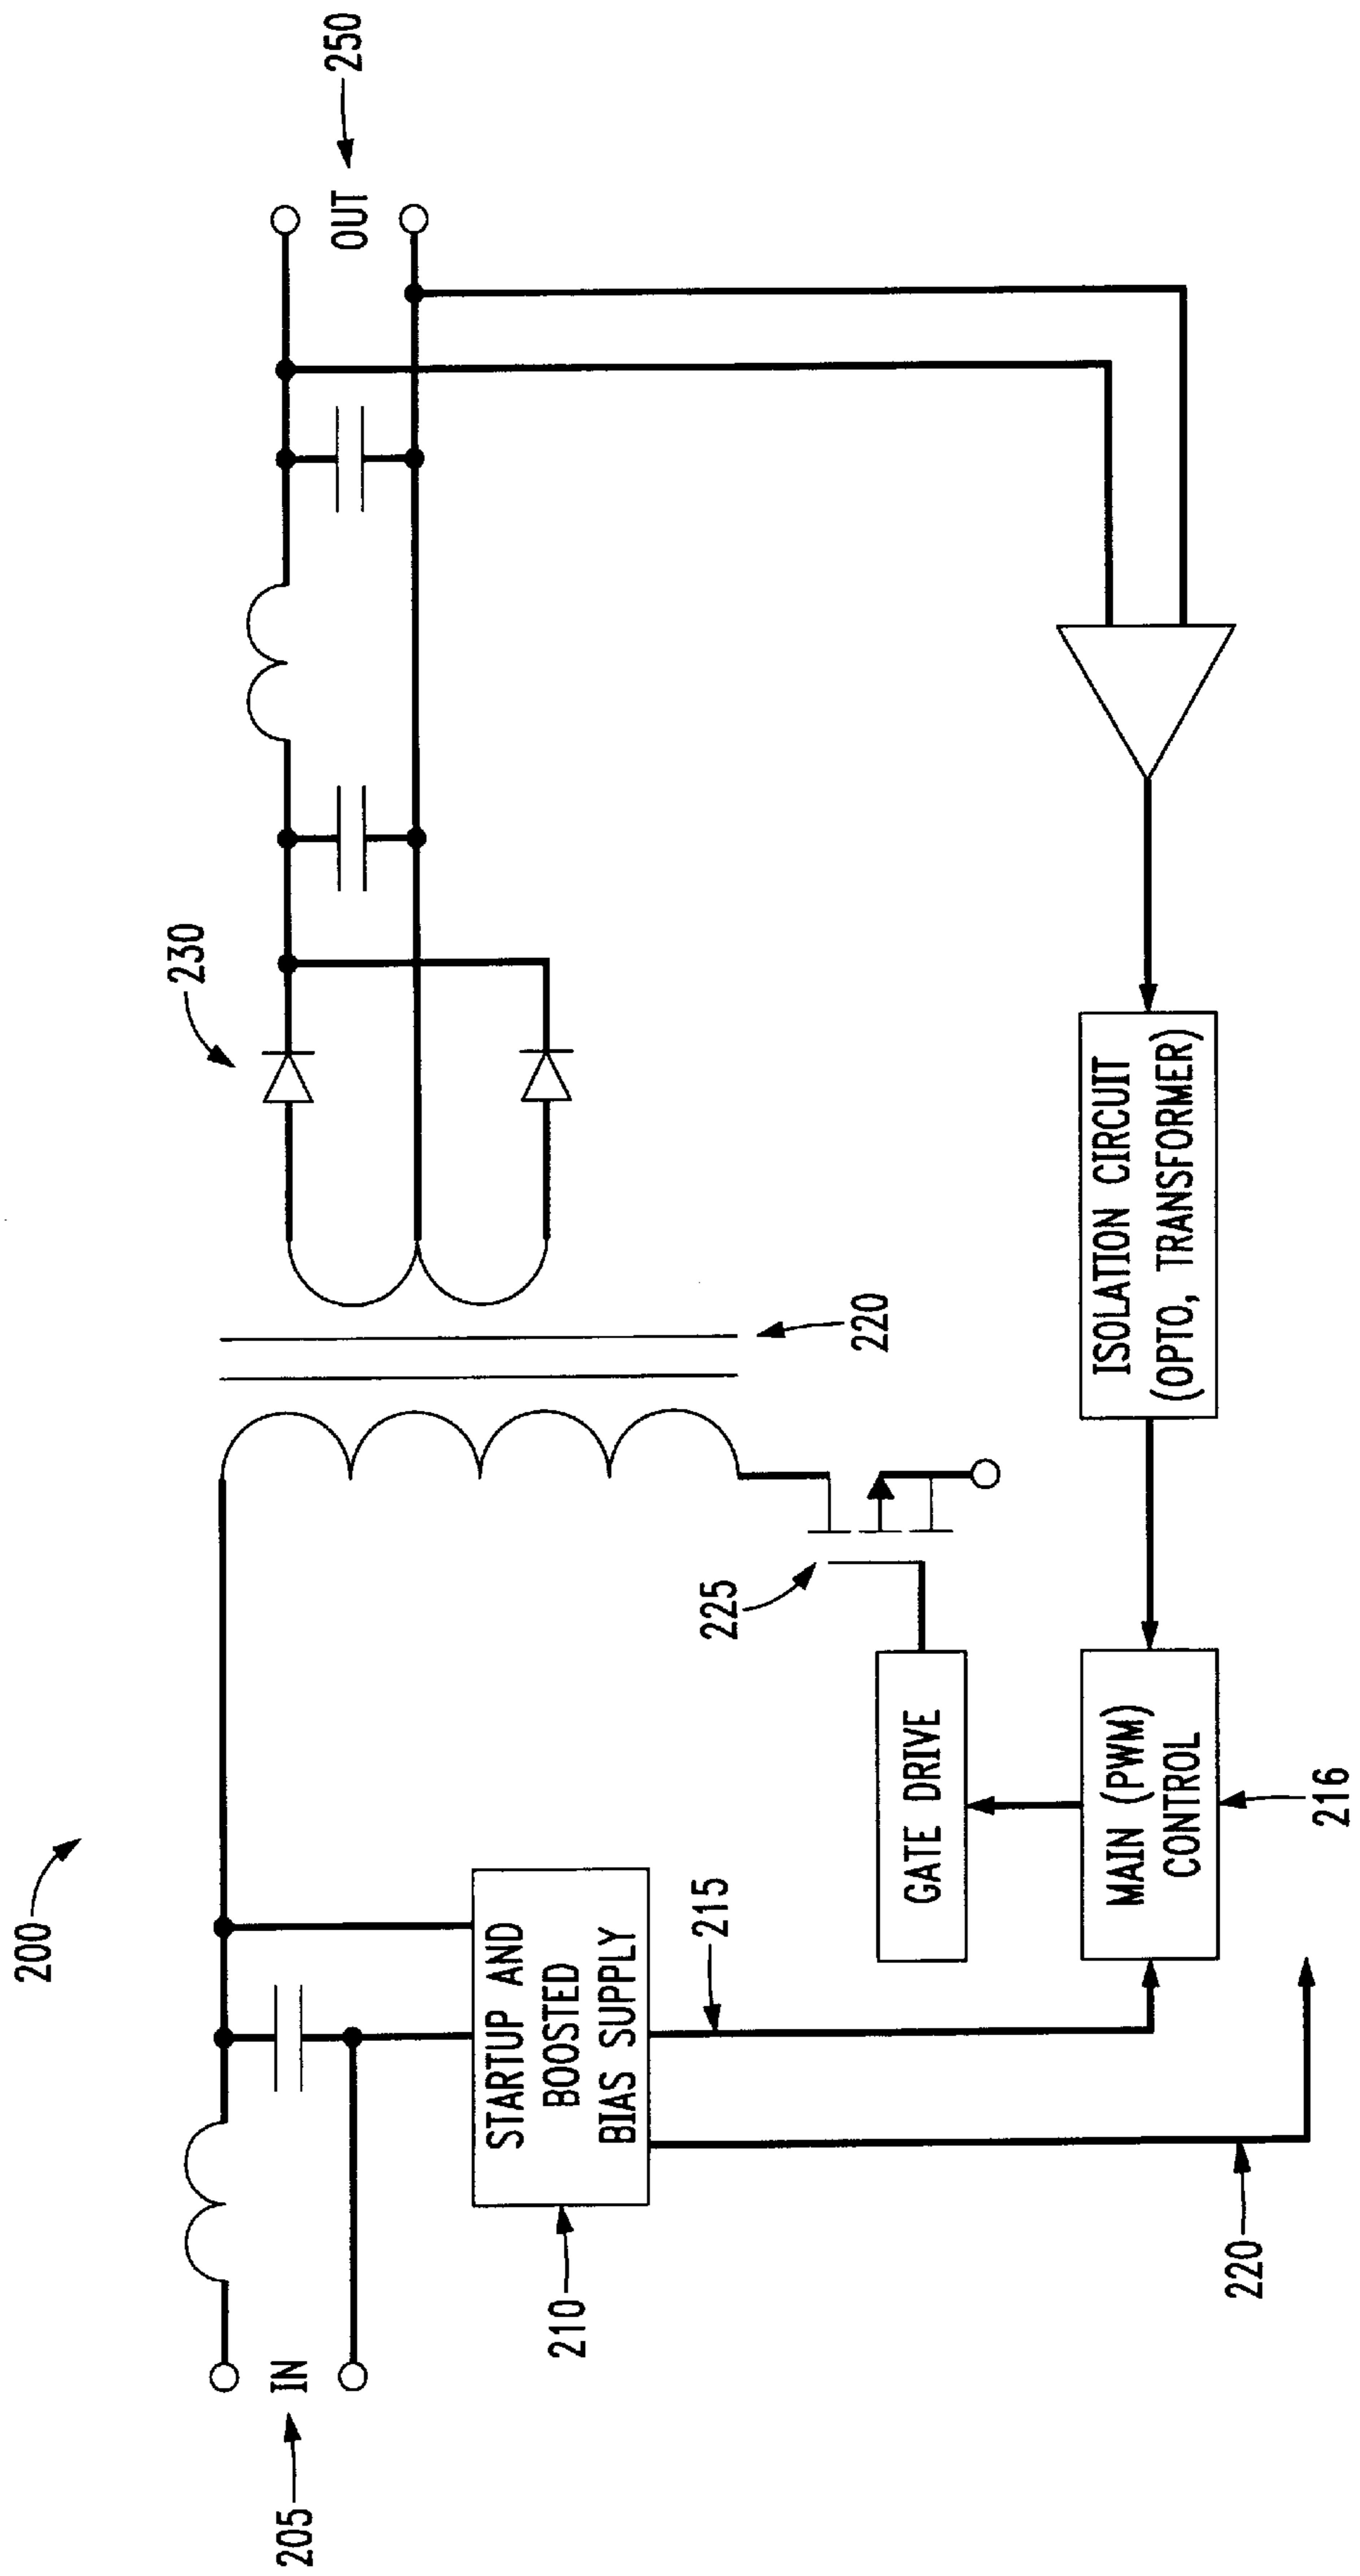 200
230
250
OUT
IN
205
STARTUP AND
BOOSTED
BIAS SUPPLY
210
215
220
225
220
GATE DRIVE
MAIN (PWM)
CONTROL
216
ISOLATION CIRCUIT
(OPTO, TRANSFORMER)